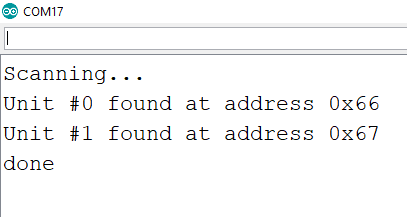 COM17
Scanning...
Unit #0 found at address 0x66
Unit #1 found at address 0x67
done